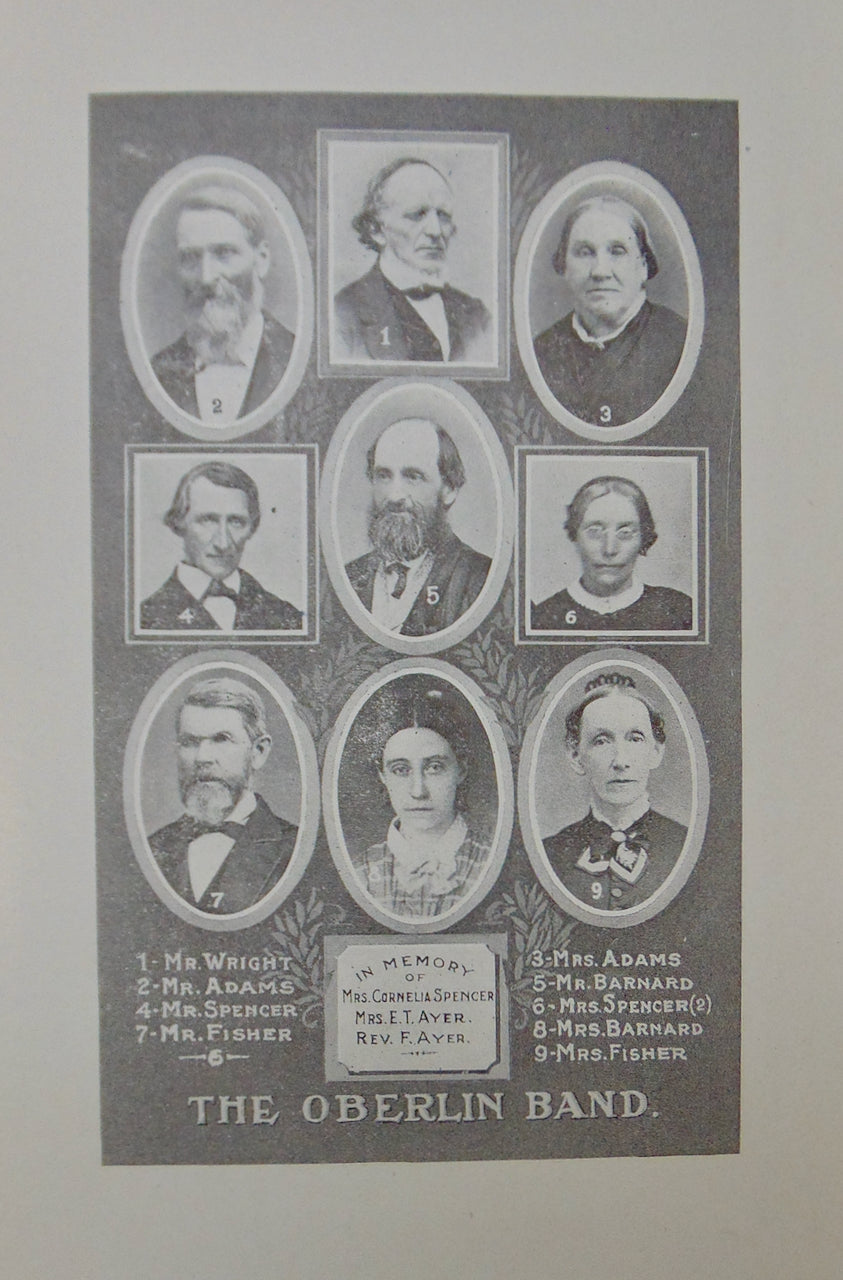 1
2
3
4
5
6
7
8
9
1- MR. WRIGHT
2- MR. ADAMS
4- MR. SPENCER
7- MR. FISHER
6
IN MEMORY
OF
MRS. CORNELIA SPENCER
MRS. E. T. AYER.
REV. F. AYER.
3- MRS. ADAMS
5- MR. BARNARD
6- MRS. SPENCER (2)
8- MRS. BARNARD
9- MRS. FISHER
THE OBERLIN BAND.